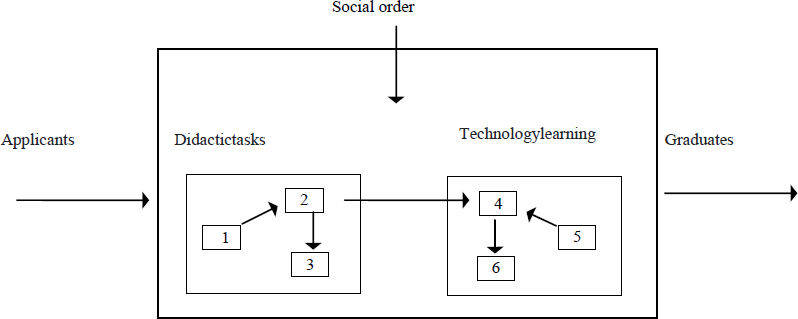 Social order
Applicants
Didactictasks
Technologylearning
Graduates
1
2
3
4
5
6